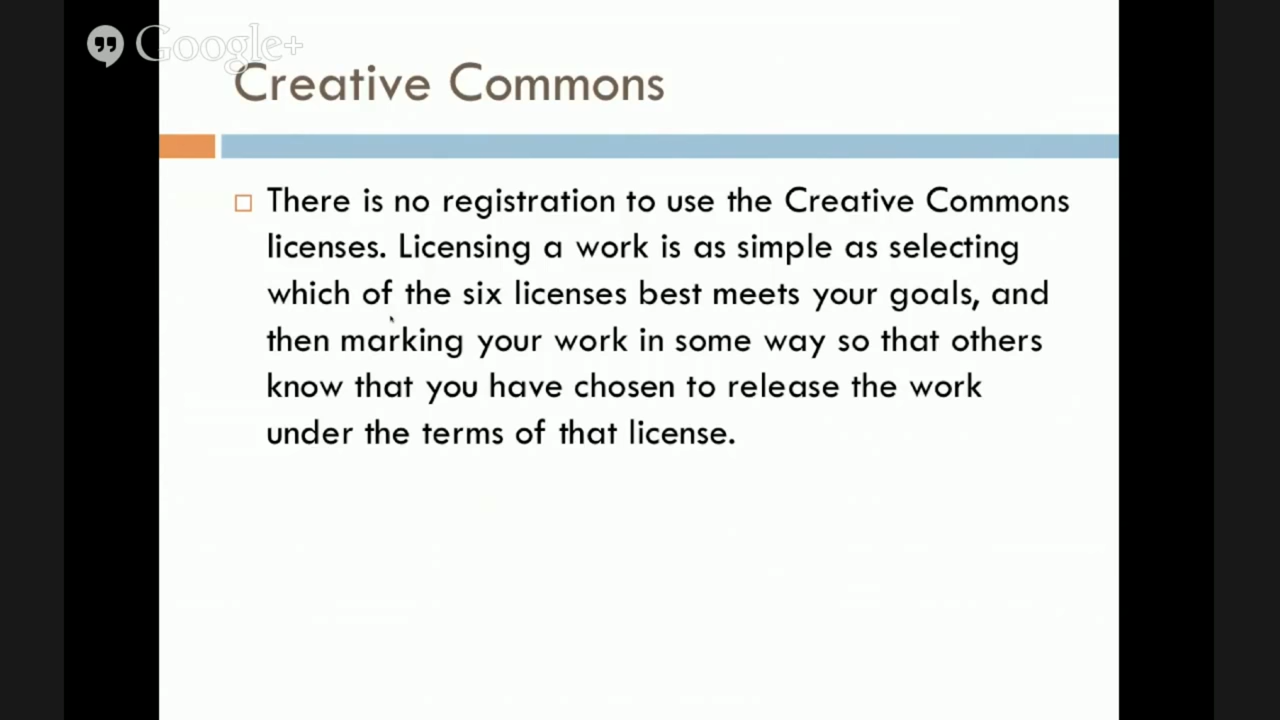 Google+
Creative Commons
There is no registration to use the Creative Commons
licenses. Licensing a work is as simple as selecting
which of the six licenses best meets your goals, and
then marking your work in some way so that others
know that you have chosen to release the work
under the terms of that license.